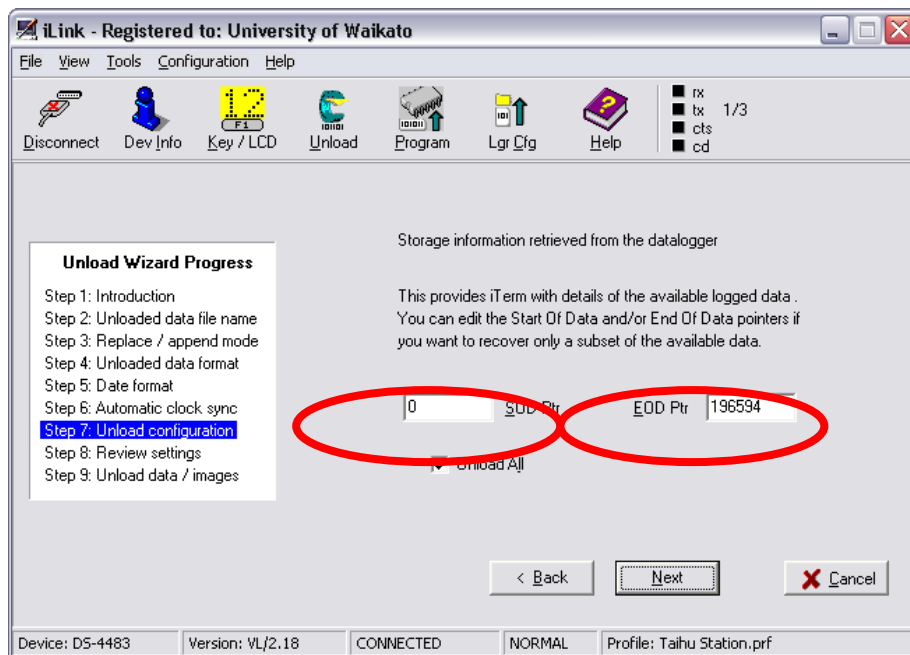 iLink - Registered to: University of Waikato
File View Tools Configuration Help
12
F1
Disconnect Dev Info Key / LCD Unload Program Lgr Cfg Help
rx
tx 1/3
cts
cd
Storage information retrieved from the datalogger
Unload Wizard Progress
Step 1: Introduction
Step 2: Unloaded data file name
Step 3: Replace / append mode
Step 4: Unloaded data format
Step 5: Date format
Step 6: Automatic clock sync
Step 7: Unload configuration
Step 8: Review settings
Step 9: Unload data / images
This provides iTerm with details of the available logged data .
You can edit the Start Of Data and/or End Of Data pointers if
you want to recover only a subset of the available data.
0 SOD Ptr EOD Ptr 196594
Unload All
< Back Next Cancel
Device: DS-4483 Version: VL/2.18 CONNECTED NORMAL Profile: Taihu Station.prf